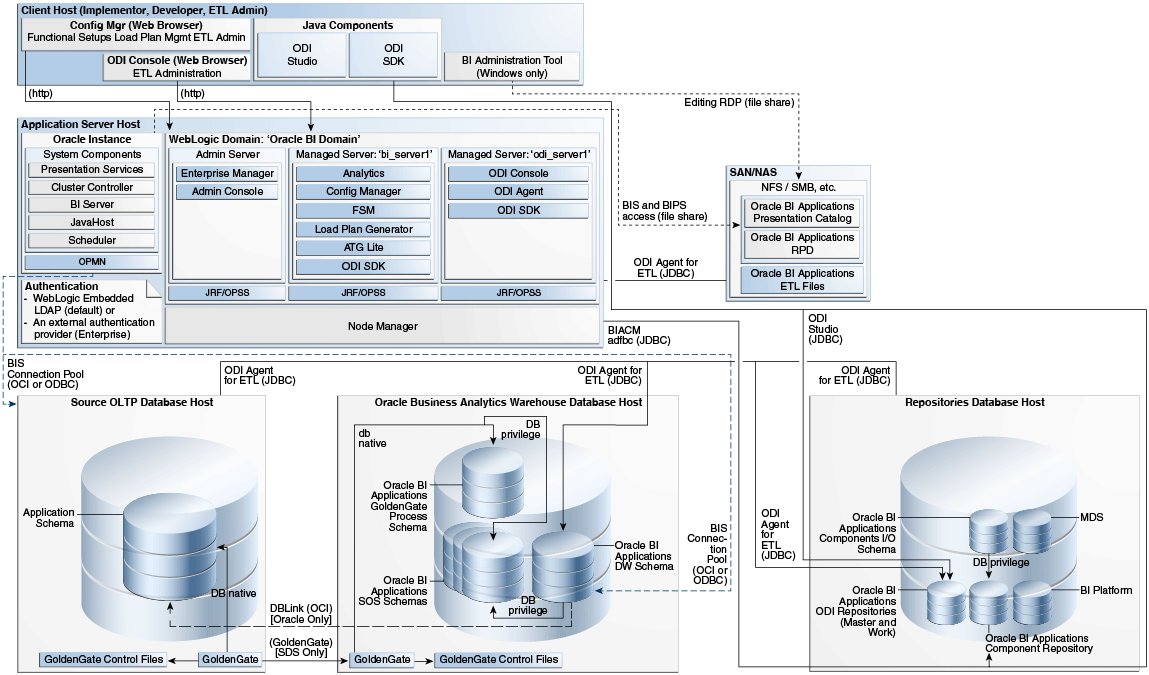 Client Host (Implementor, Developer, ETL Admin)
Config Mgr (Web Browser)
Functional Setups Load Plan Mgmt ETL Admin
ODI Console (Web Browser)
ETL Administration
Java Components
ODI
Studio
ODI
SDK
BI Administration Tool
(Windows only)
(http)
(http)
Editing RDP (file share)
Application Server Host
Oracle Instance
System Components
Presentation Services
Cluster Controller
BI Server
JavaHost
Scheduler
OPMN
WebLogic Domain: ‘Oracle BI Domain’
Admin Server
Enterprise Manager
Admin Console
JRF/OPSS
Managed Server: ‘bi_server1’
Analytics
Config Manager
FSM
Load Plan Generator
ATG Lite
ODI SDK
JRF/OPSS
Managed Server: ‘odi_server1’
ODI Console
ODI Agent
ODI SDK
JRF/OPSS
Node Manager
Authentication
- WebLogic Embedded
LDAP (default) or
- An external authentication
provider (Enterprise)
BIS and BIPS
access (file share)
SAN/NAS
NFS / SMB, etc.
Oracle BI Applications
Presentation Catalog
Oracle BI Applications
RPD
Oracle BI Applications
ETL Files
ODI Agent for
ETL (JDBC)
BIACM
adfbc (JDBC)
ODI
Studio
(JDBC)
BIS
Connection Pool
(OCI or ODBC)
ODI Agent
for ETL (JDBC)
ODI Agent for
ETL (JDBC)
ODI Agent
for ETL (JDBC)
Source OLTP Database Host
Application
Schema
DB native
GoldenGate Control Files
GoldenGate
DBLink (OCI)
[Oracle Only]
(GoldenGate)
[SDS Only]
Oracle Business Analytics Warehouse Database Host
db
native
DB
privilege
Oracle BI
Applications
GoldenGate
Process
Schema
Oracle BI
Applications
SOS Schemas
DB
privilege
Oracle BI
Applications
DW Schema
GoldenGate
GoldenGate Control Files
BIS
Connec-
tion
Pool
(OCI or
ODBC)
ODI
Agent
for
ETL
(JDBC)
Repositories Database Host
Oracle BI
Applications
Components I/O
Schema
MDS
DB privilege
Oracle BI
Applications
ODI Repositories
(Master and
Work)
BI Platform
Oracle BI Applications
Component Repository